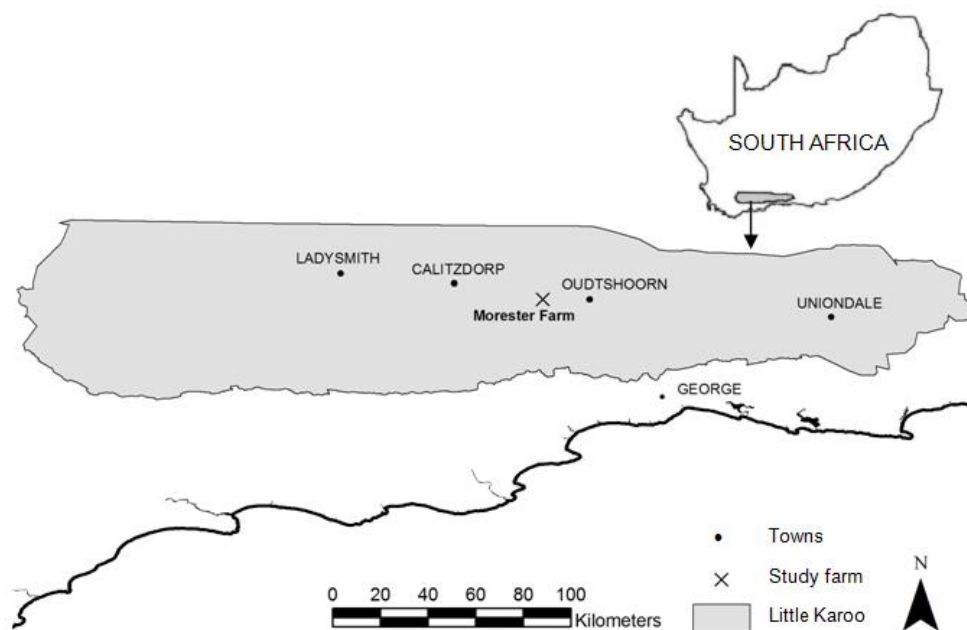 SOUTH AFRICA
LADYSMITH
CALITZDORP
OUDTSHOORN
Morester Farm
UNIONDALE
GEORGE
Towns
Study farm
Little Karoo
N
0 20 40 60 80 100
Kilometers